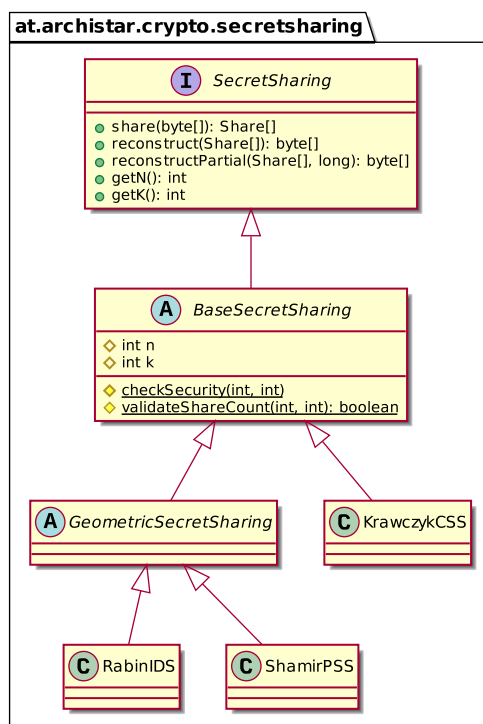 at.archistar.crypto.secretsharing
I SecretSharing
share(byte[]): Share[]
reconstruct(Share[]): byte[]
reconstructPartial(Share[], long): byte[]
getN(): int
getK(): int
A BaseSecretSharing
int n
int k
checkSecurity(int, int)
validateShareCount(int, int): boolean
A GeometricSecretSharing
C KrawczykCSS
C RabinIDS
C ShamirPSS